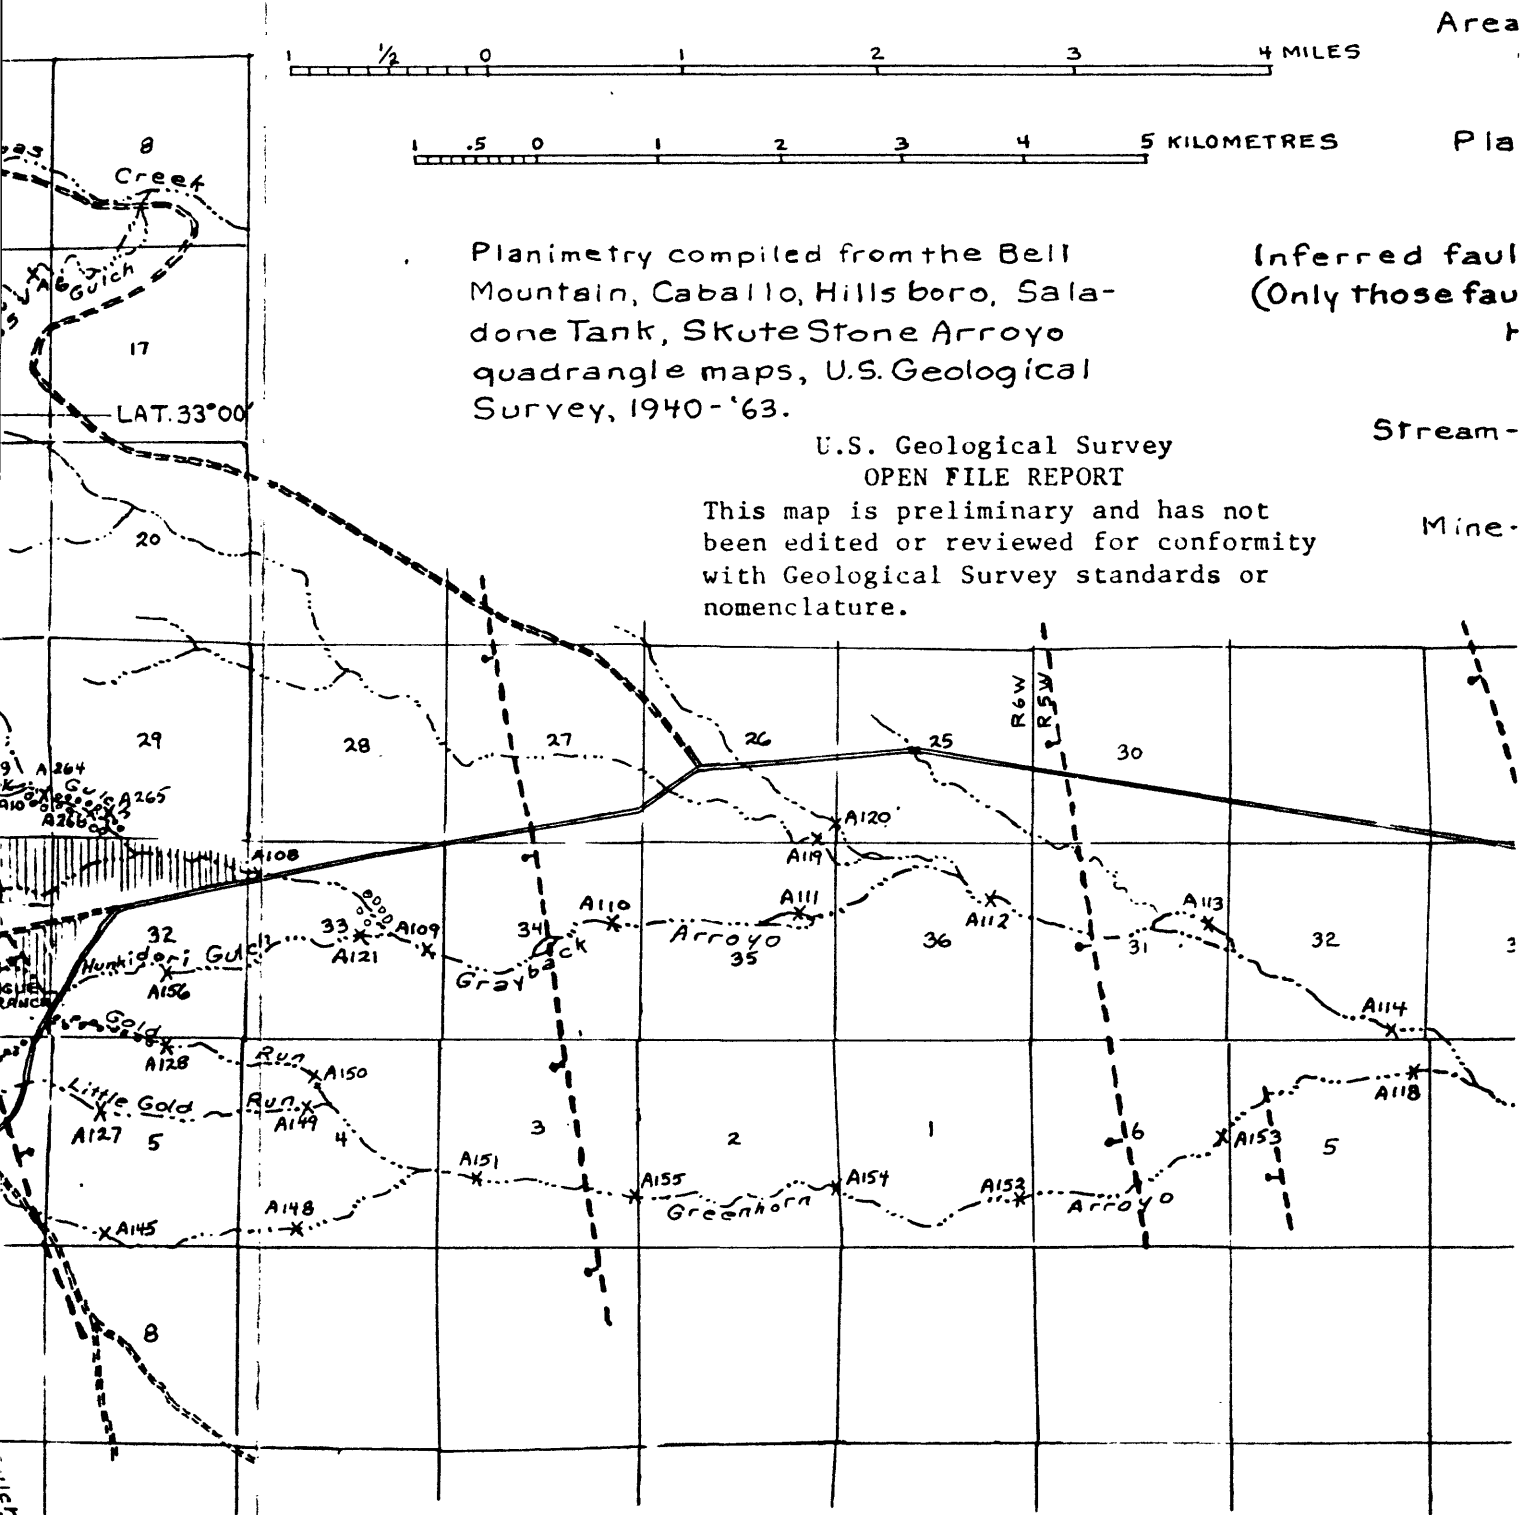 Area
1 ½ 0 1 2 3 4 MILES
1 .5 0 1 2 3 4 5 KILOMETRES
Pla
8
Creek
Planimetry compiled from the Bell
Mountain, Caballo, Hillsboro, Sala-
done Tank, Skute Stone Arroyo
quadrangle maps, U.S. Geological
Survey, 1940-'63.
Inferred faul
(Only those fau
Gulch
17
LAT. 33°00'
U.S. Geological Survey
OPEN FILE REPORT
This map is preliminary and has not
been edited or reviewed for conformity
with Geological Survey standards or
nomenclature.
Stream-
Mine-
20
R6W
R5W
29
28
27
26
25
30
A264
Gulch
A265
A10
A266
A120
A119
A108
A110
A111
A113
A112
33
A109
34
A121
32
Hunkidori Gulch
A156
Grayback
Arroyo
35
36
31
32
A114
RANCH
Gold
Run
A128
A150
Little Gold
Run
A127
A149
5
4
3
2
1
6
A153
5
A118
A151
A155
A154
A152
Greenhorn
Arroyo
A148
A145
8